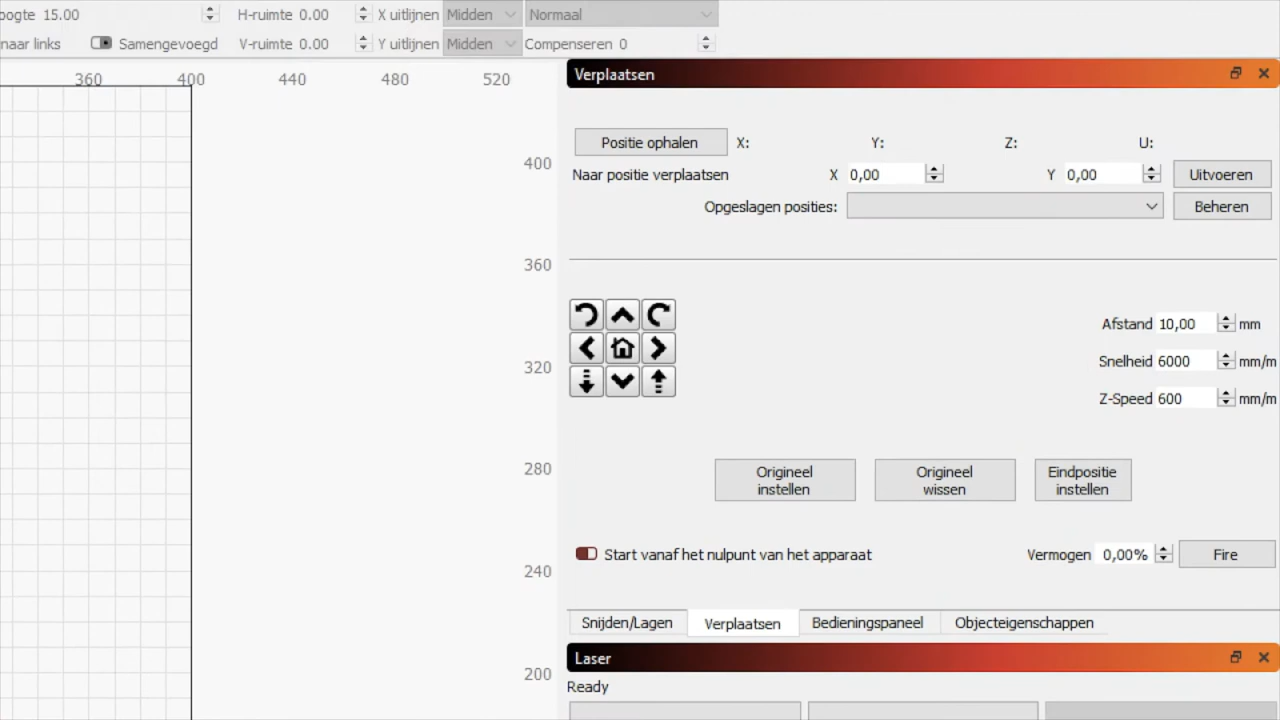 oogte 15.00 H-ruimte 0.00 X uitlijnen Midden Normaal
naar links Samengevoegd V-ruimte 0.00 Y uitlijnen Midden Compenseren 0
360 400 440 480 520
Verplaatsen
Positie ophalen X: Y: Z: U:
400
Naar positie verplaatsen X 0,00 Y 0,00 Uitvoeren
Opgeslagen posities: Beheren
360
Afstand 10,00 mm
320
Snelheid 6000 mm/m
Z-Speed 600 mm/m
280
Origineel
instellen
Origineel
wissen
Eindpositie
instellen
Start vanaf het nulpunt van het apparaat Vermogen 0,00% Fire
240
Snijden/Lagen Verplaatsen Bedieningspaneel Objecteigenschappen
Laser
200
Ready